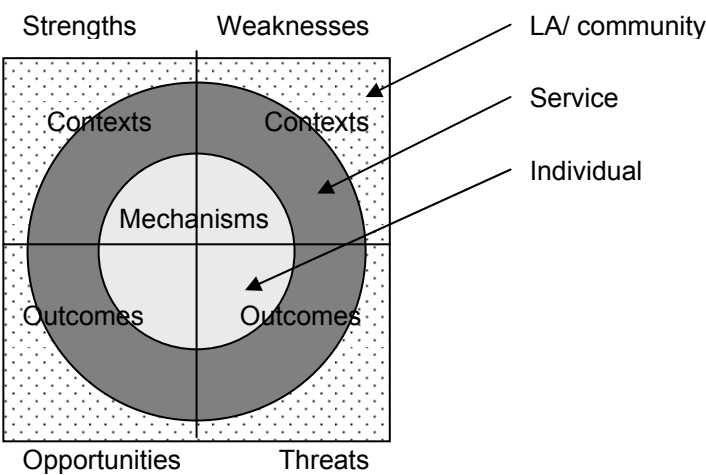 Strengths Weaknesses LA/ community
Service
Contexts Contexts
Individual
Mechanisms
Outcomes Outcomes
Opportunities Threats